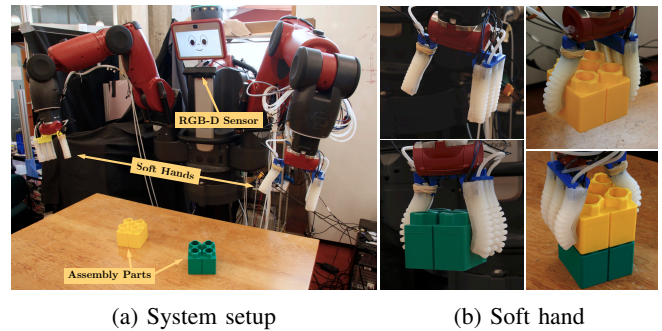 RGB-D Sensor
Soft Hands
Assembly Parts
(a) System setup
(b) Soft hand